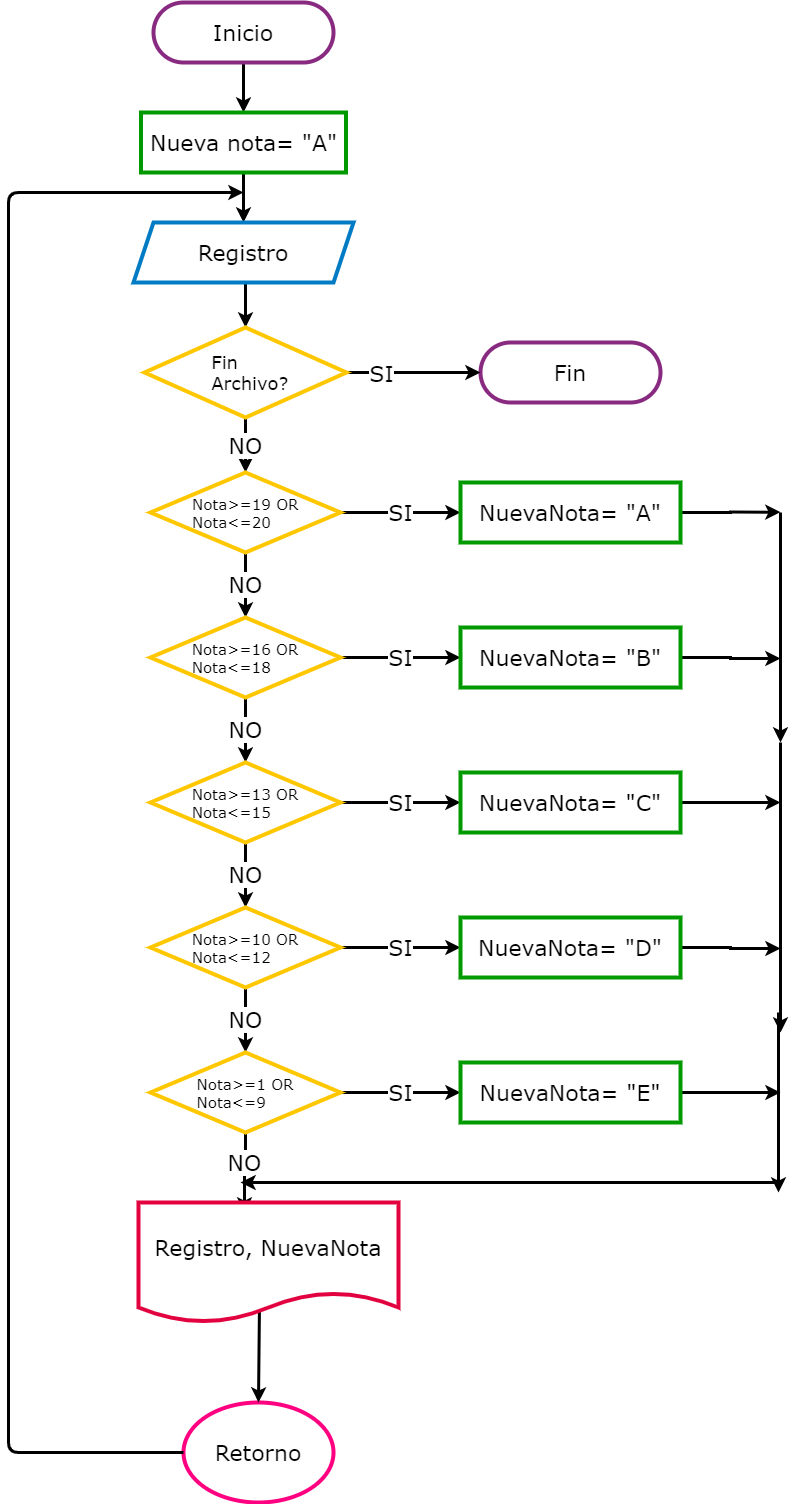 Inicio
Nueva nota= "A"
Registro
Fin
Archivo?
SI
Fin
NO
Nota>=19 OR
Nota<=20
SI
NuevaNota= "A"
NO
Nota>=16 OR
Nota<=18
SI
NuevaNota= "B"
NO
Nota>=13 OR
Nota<=15
SI
NuevaNota= "C"
NO
Nota>=10 OR
Nota<=12
SI
NuevaNota= "D"
NO
Nota>=1 OR
Nota<=9
SI
NuevaNota= "E"
NO
Registro, NuevaNota
Retorno